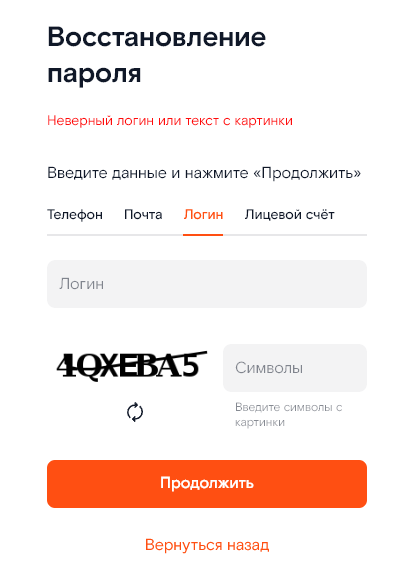 Восстановление
пароля
Неверный логин или текст с картинки
Введите данные и нажмите «Продолжить»
Телефон Почта Логин Лицевой счёт
Логин
4QXEBA5 Символы
Введите символы с
картинки
Продолжить
Вернуться назад